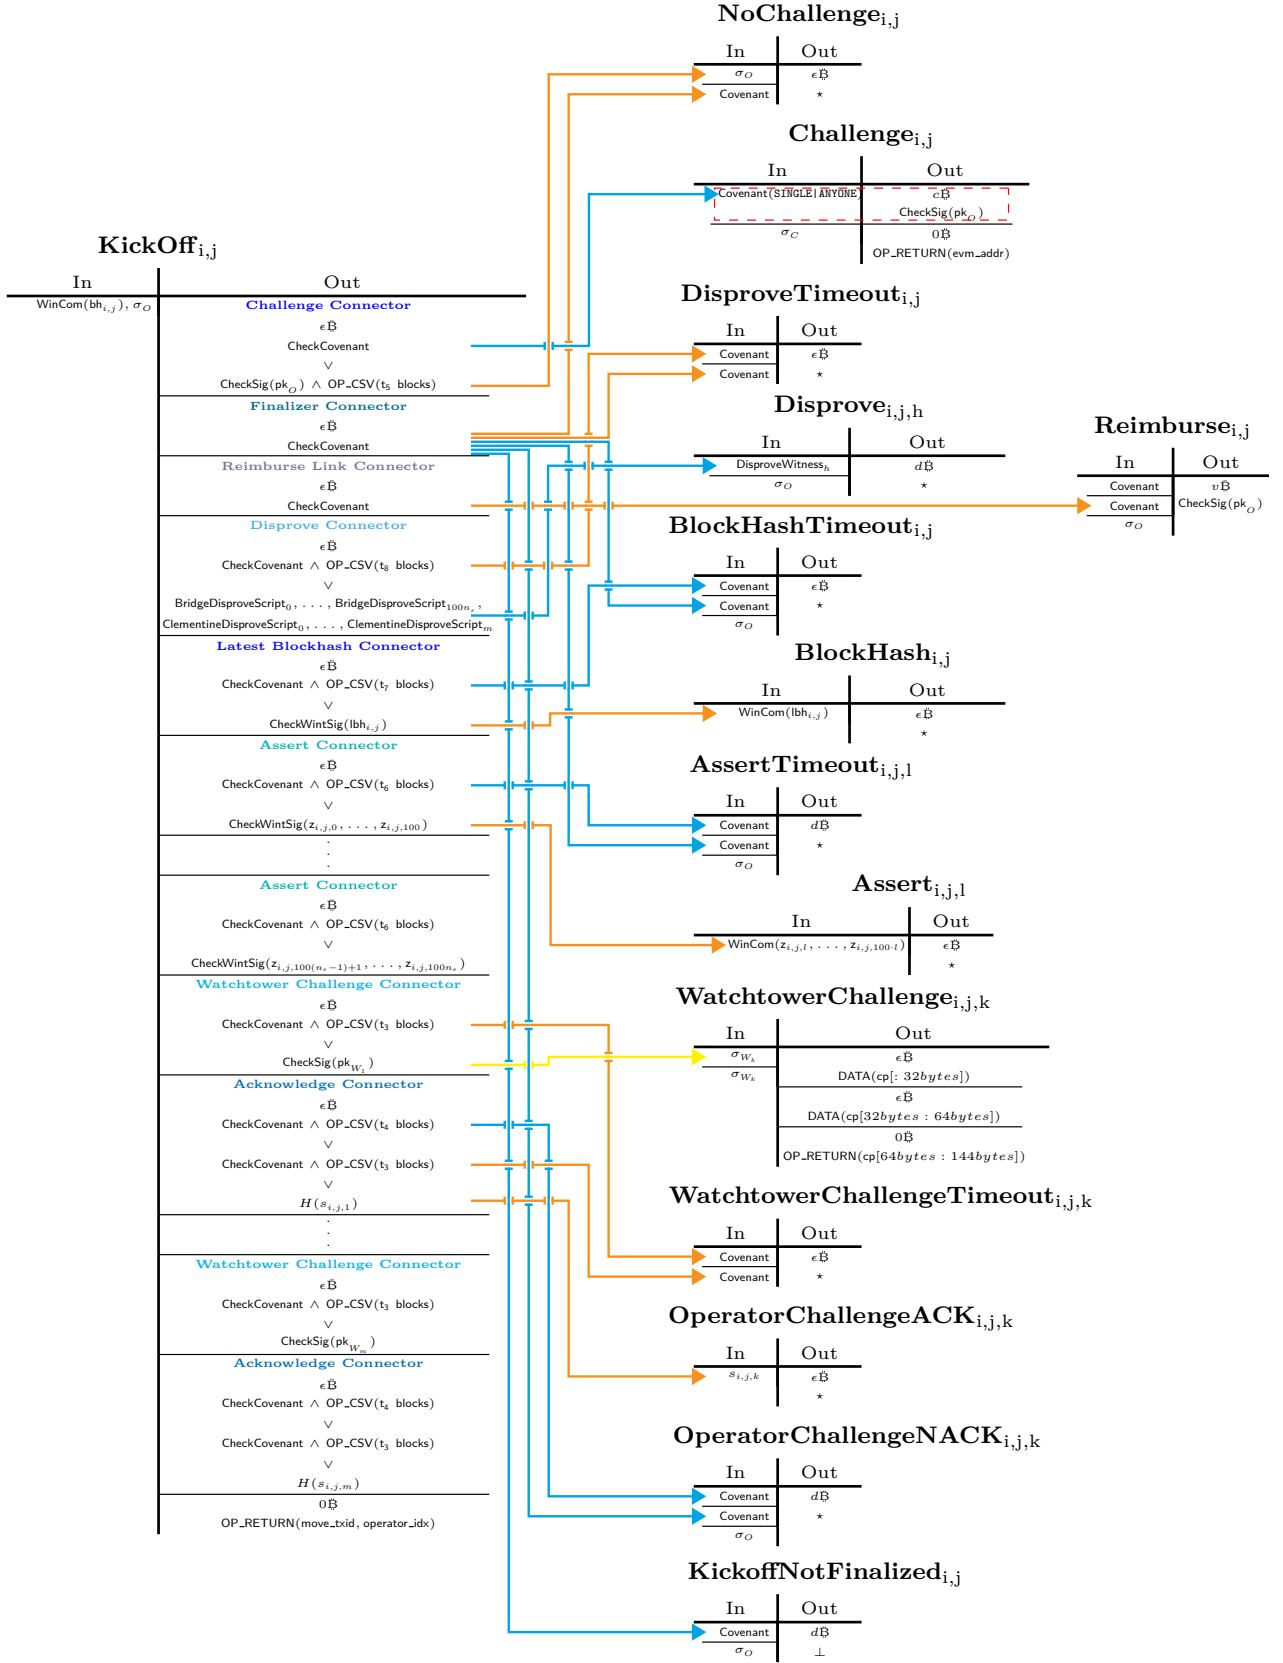 NoChallenge_{i,j}
In Out
σ_O ϵ₿
Covenant ⋆
Challenge_{i,j}
In Out
Covenant(SINGLE|ANYONE) c₿
CheckSig(pk_O)
σ_C 0₿
OP_RETURN(evm_addr)
KickOff_{i,j}
In Out
WinCom(bh_{i,j}), σ_O
Challenge Connector
ϵ₿
CheckCovenant
∨
CheckSig(pk_O) ∧ OP_CSV(t_5 blocks)
Finalizer Connector
ϵ₿
CheckCovenant
Reimburse Link Connector
ϵ₿
CheckCovenant
Disprove Connector
ϵ₿
CheckCovenant ∧ OP_CSV(t_8 blocks)
∨
BridgeDisproveScript_0, . . . , BridgeDisproveScript_{100n_s},
ClementineDisproveScript_0, . . . , ClementineDisproveScript_m
Latest Blockhash Connector
ϵ₿
CheckCovenant ∧ OP_CSV(t_7 blocks)
∨
CheckWintSig(lbh_{i,j})
Assert Connector
ϵ₿
CheckCovenant ∧ OP_CSV(t_6 blocks)
∨
CheckWintSig(z_{i,j,0}, . . . , z_{i,j,100})
.
.
.
Assert Connector
ϵ₿
CheckCovenant ∧ OP_CSV(t_6 blocks)
∨
CheckWintSig(z_{i,j,100(n_s−1)+1}, . . . , z_{i,j,100n_s})
Watchtower Challenge Connector
ϵ₿
CheckCovenant ∧ OP_CSV(t_3 blocks)
∨
CheckSig(pk_{W_1})
Acknowledge Connector
ϵ₿
CheckCovenant ∧ OP_CSV(t_4 blocks)
∨
CheckCovenant ∧ OP_CSV(t_3 blocks)
∨
H(s_{i,j,1})
.
.
.
Watchtower Challenge Connector
ϵ₿
CheckCovenant ∧ OP_CSV(t_3 blocks)
∨
CheckSig(pk_{W_m})
Acknowledge Connector
ϵ₿
CheckCovenant ∧ OP_CSV(t_4 blocks)
∨
CheckCovenant ∧ OP_CSV(t_3 blocks)
∨
H(s_{i,j,m})
0₿
OP_RETURN(move_txid, operator_idx)
DisproveTimeout_{i,j}
In Out
Covenant ϵ₿
Covenant ⋆
Disprove_{i,j,h}
In Out
DisproveWitness_h d₿
σ_O ⋆
Reimburse_{i,j}
In Out
Covenant v₿
Covenant CheckSig(pk_O)
σ_O
BlockHashTimeout_{i,j}
In Out
Covenant ϵ₿
Covenant ⋆
σ_O
BlockHash_{i,j}
In Out
WinCom(lbh_{i,j}) ϵ₿
⋆
AssertTimeout_{i,j,l}
In Out
Covenant d₿
Covenant ⋆
σ_O
Assert_{i,j,l}
In Out
WinCom(z_{i,j,l}, . . . , z_{i,j,100·l}) ϵ₿
⋆
WatchtowerChallenge_{i,j,k}
In Out
σ_{W_k} ϵ₿
σ_{W_k} DATA(cp[: 32bytes])
ϵ₿
DATA(cp[32bytes : 64bytes])
0₿
OP_RETURN(cp[64bytes : 144bytes])
WatchtowerChallengeTimeout_{i,j,k}
In Out
Covenant ϵ₿
Covenant ⋆
OperatorChallengeACK_{i,j,k}
In Out
s_{i,j,k} ϵ₿
⋆
OperatorChallengeNACK_{i,j,k}
In Out
Covenant d₿
Covenant ⋆
σ_O
KickoffNotFinalized_{i,j}
In Out
Covenant d₿
σ_O ⊥